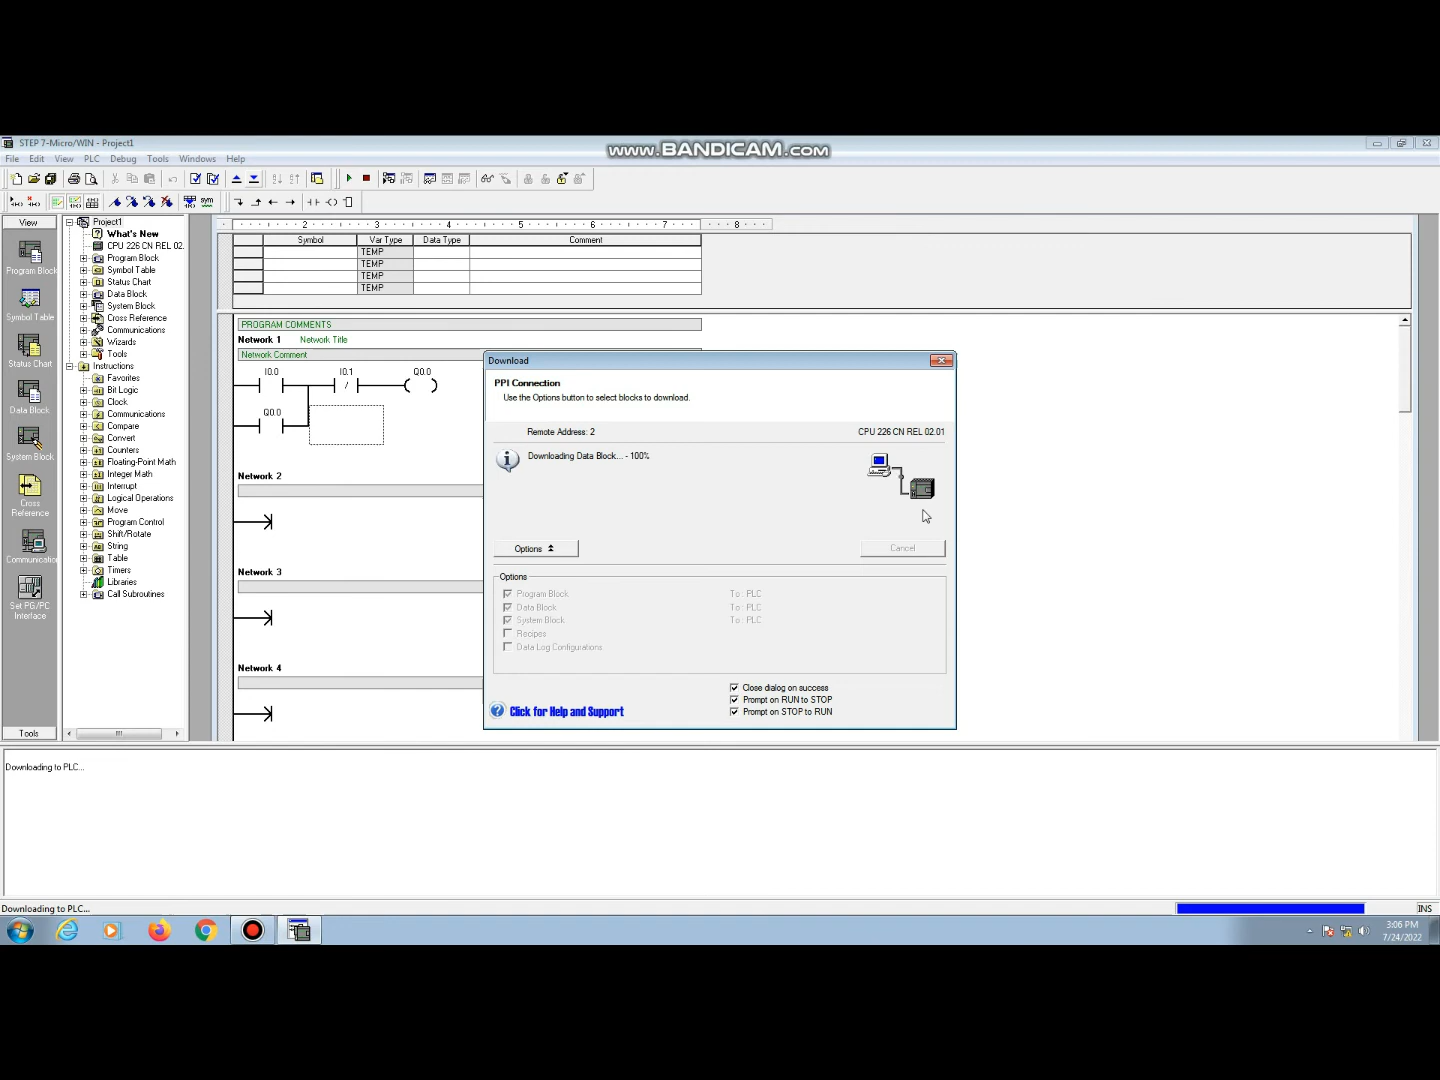 STEP 7-Micro/WIN - Project1
www.BANDICAM.com
File Edit View PLC Debug Tools Windows Help
sym
View
Program Block
Symbol Table
Status Chart
Data Block
System Block
Cross
Reference
Communicatio
Set PG/PC
Interface
Tools
Project1
What's New
CPU 226 CN REL 02.
Program Block
Symbol Table
Status Chart
Data Block
System Block
Cross Reference
Communications
Wizards
Tools
Instructions
Favorites
Bit Logic
Clock
Communications
Compare
Convert
Counters
Floating-Point Math
Integer Math
Interrupt
Logical Operations
Move
Program Control
Shift/Rotate
String
Table
Timers
Libraries
Call Subroutines
2 3 4 5 6 7 8
Symbol Var Type Data Type Comment
TEMP
TEMP
TEMP
TEMP
PROGRAM COMMENTS
Network 1 Network Title
Network Comment
I0.0 I0.1 Q0.0
/
Q0.0
Network 2
Network 3
Network 4
Download
PPI Connection
Use the Options button to select blocks to download.
Remote Address: 2 CPU 226 CN REL 02.01
Downloading Data Block... - 100%
Options
Cancel
Options
Program Block To: PLC
Data Block To: PLC
System Block To: PLC
Recipes
Data Log Configurations
Close dialog on success
Prompt on RUN to STOP
Prompt on STOP to RUN
Click for Help and Support
Downloading to PLC...
Downloading to PLC...
INS
3:06 PM
7/24/2022